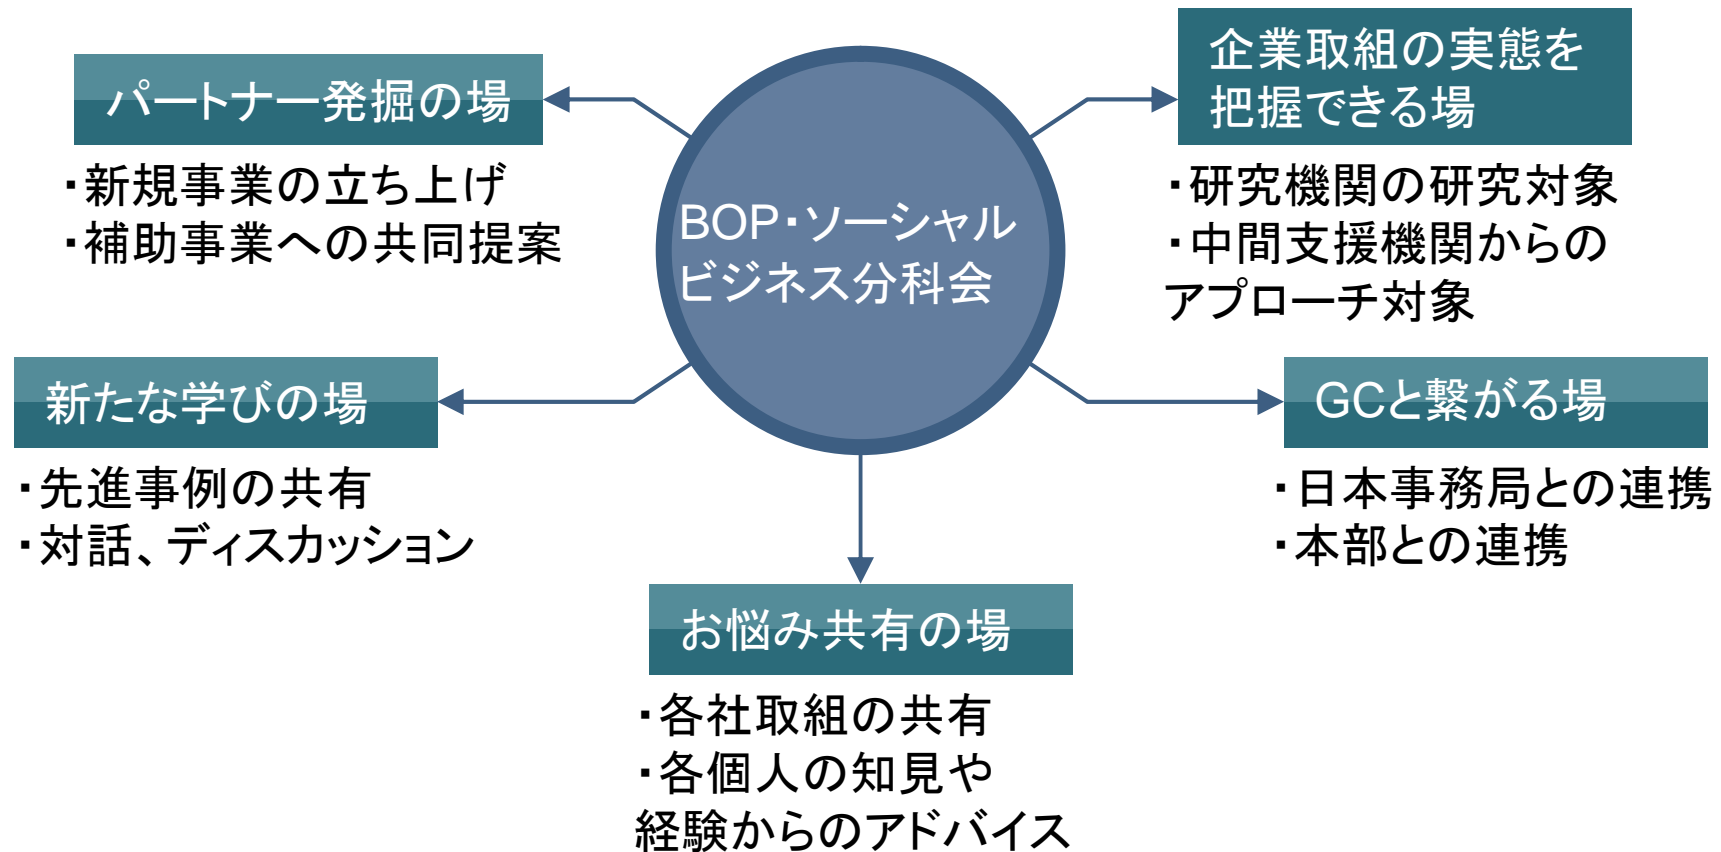 パートナー発掘の場
・新規事業の立ち上げ
・補助事業への共同提案
企業取組の実態を
把握できる場
・研究機関の研究対象
・中間支援機関からの
アプローチ対象
BOP・ソーシャル
ビジネス分科会
新たな学びの場
・先進事例の共有
・対話、ディスカッション
GCと繋がる場
・日本事務局との連携
・本部との連携
お悩み共有の場
・各社取組の共有
・各個人の知見や
経験からのアドバイス